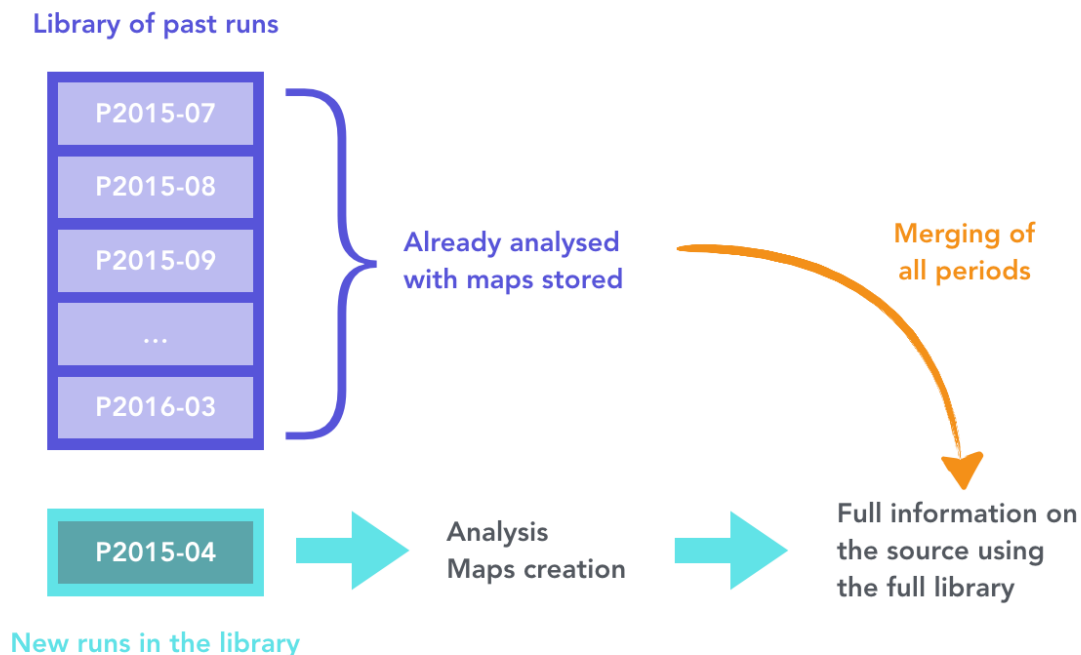 Library of past runs
P2015-07
P2015-08
P2015-09
...
P2016-03
Already analysed
with maps stored
Merging of
all periods
P2015-04
Analysis
Maps creation
Full information on
the source using
the full library
New runs in the library